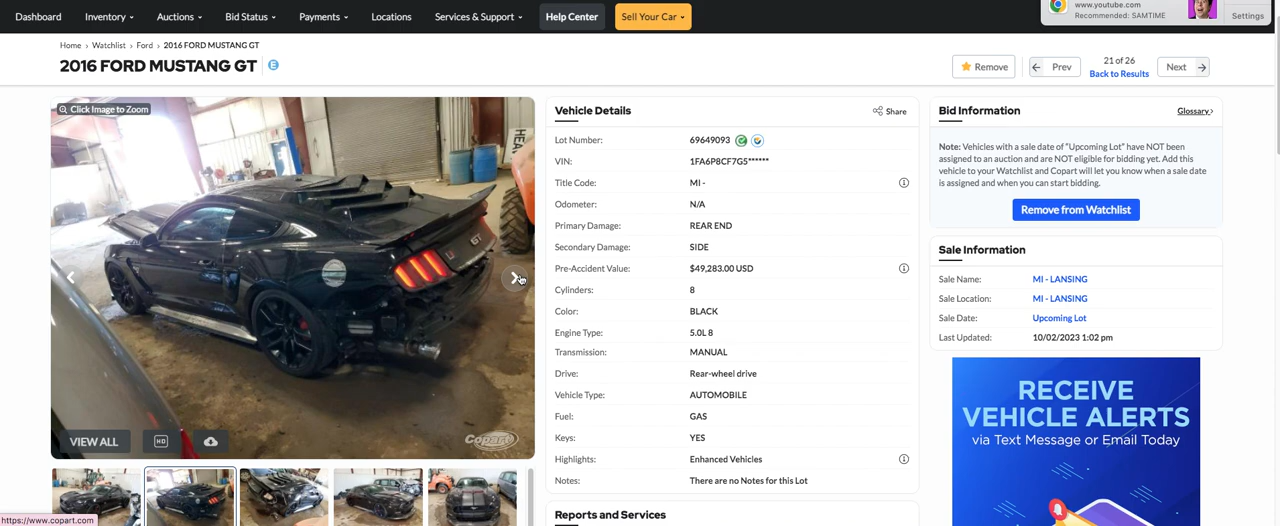 Dashboard Inventory Auctions Bid Status Payments Locations Services & Support Help Center Sell Your Car
www.youtube.com
Recommended: SAMTIME
Settings
Home › Watchlist › Ford › 2016 FORD MUSTANG GT
2016 FORD MUSTANG GT E
Remove
Prev
21 of 26
Back to Results
Next
Click Image to Zoom
GT
VIEW ALL
HD
Copart
Vehicle Details
Share
Lot Number: 69649093
VIN: 1FA6P8CF7G5******
Title Code: MI -
Odometer: N/A
Primary Damage: REAR END
Secondary Damage: SIDE
Pre-Accident Value: $49,283.00 USD
Cylinders: 8
Color: BLACK
Engine Type: 5.0L 8
Transmission: MANUAL
Drive: Rear-wheel drive
Vehicle Type: AUTOMOBILE
Fuel: GAS
Keys: YES
Highlights: Enhanced Vehicles
Notes: There are no Notes for this Lot
Reports and Services
Bid Information
Glossary
Note: Vehicles with a sale date of “Upcoming Lot” have NOT been
assigned to an auction and are NOT eligible for bidding yet. Add this
vehicle to your Watchlist and Copart will let you know when a sale date
is assigned and when you can start bidding.
Remove from Watchlist
Sale Information
Sale Name: MI - LANSING
Sale Location: MI - LANSING
Sale Date: Upcoming Lot
Last Updated: 10/02/2023 1:02 pm
RECEIVE
VEHICLE ALERTS
via Text Message or Email Today
https://www.copart.com